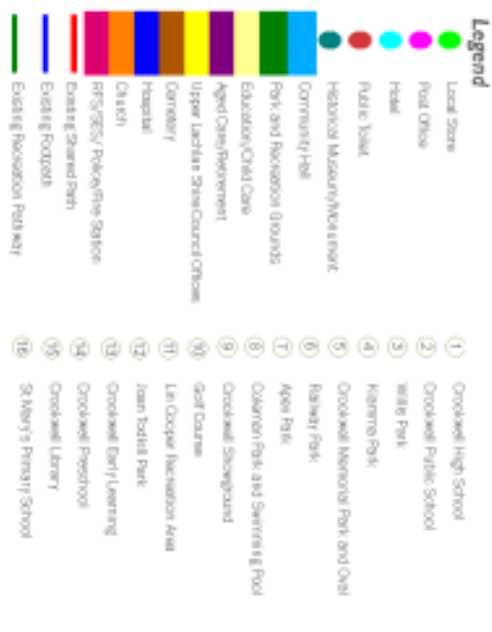 Legend
Local Store
Post Office
Hotel
Public Toilet
Historical Museum/Monument
Community Hall
Park and Recreation Grounds
Education/Child Care
Aged Care/Retirement
Upper Lachlan Shire Council Offices
Cemetery
Hospital
Church
RFS/SES/ Police/Fire Station
Existing Shared Path
Existing Footpath
Existing Recreation Pathway
1 Crookwell High School
2 Crookwell Public School
3 Willis Park
4 Kiamma Park
5 Crookwell Memorial Park and Oval
6 Railway Park
7 Apex Park
8 Coleman Park and Swimming Pool
9 Crookwell Showground
10 Golf Course
11 Lin Cooper Recreation Area
12 Joan Todkill Park
13 Crookwell Early Learning
14 Crookwell Preschool
15 Crookwell Library
16 St Mary's Primary School